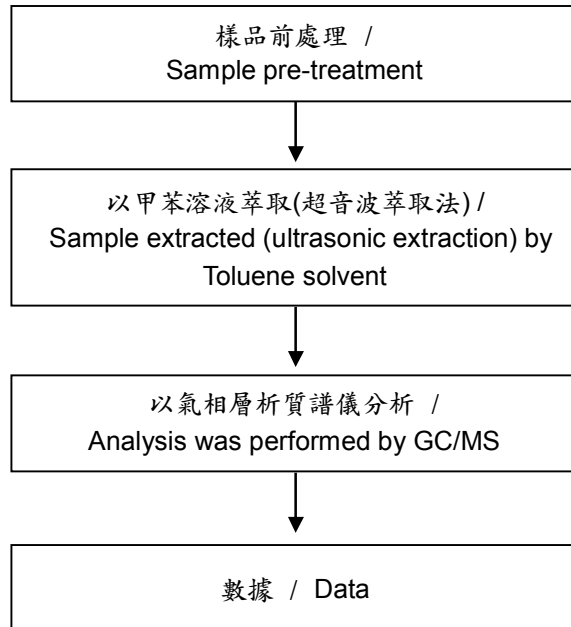 樣品前處理 /
Sample pre-treatment
以甲苯溶液萃取(超音波萃取法) /
Sample extracted (ultrasonic extraction) by
Toluene solvent
以氣相層析質譜儀分析 /
Analysis was performed by GC/MS
數據 / Data